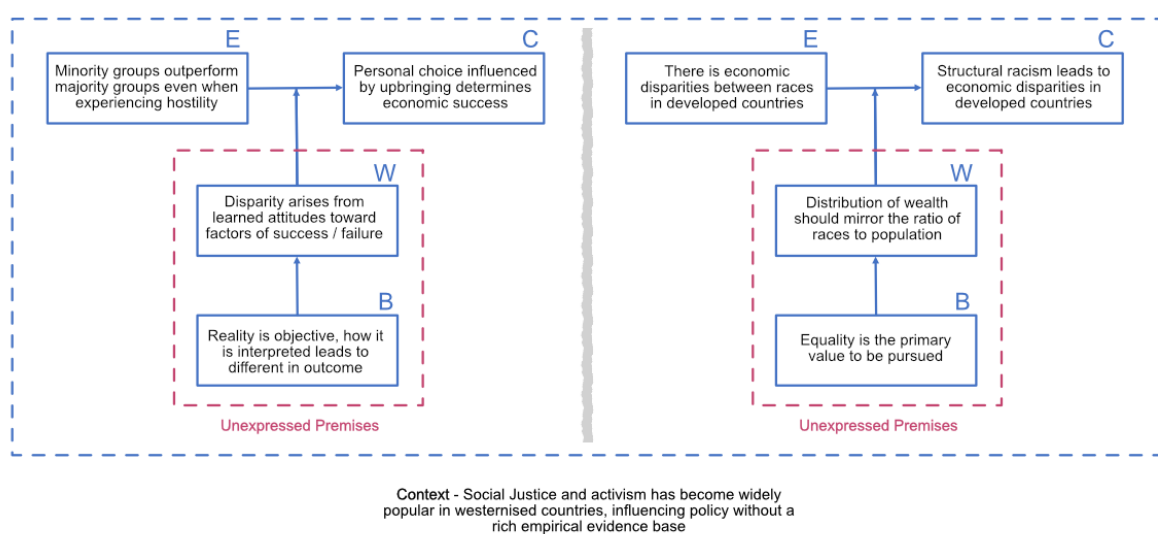 E
Minority groups outperform
majority groups even when
experiencing hostility
C
Personal choice influenced
by upbringing determines
economic success
W
Disparity arises from
learned attitudes toward
factors of success / failure
B
Reality is objective, how it
is interpreted leads to
different in outcome
Unexpressed Premises
E
There is economic
disparities between races
in developed countries
C
Structural racism leads to
economic disparities in
developed countries
W
Distribution of wealth
should mirror the ratio of
races to population
B
Equality is the primary
value to be pursued
Unexpressed Premises
Context - Social Justice and activism has become widely
popular in westernised countries, influencing policy without a
rich empirical evidence base